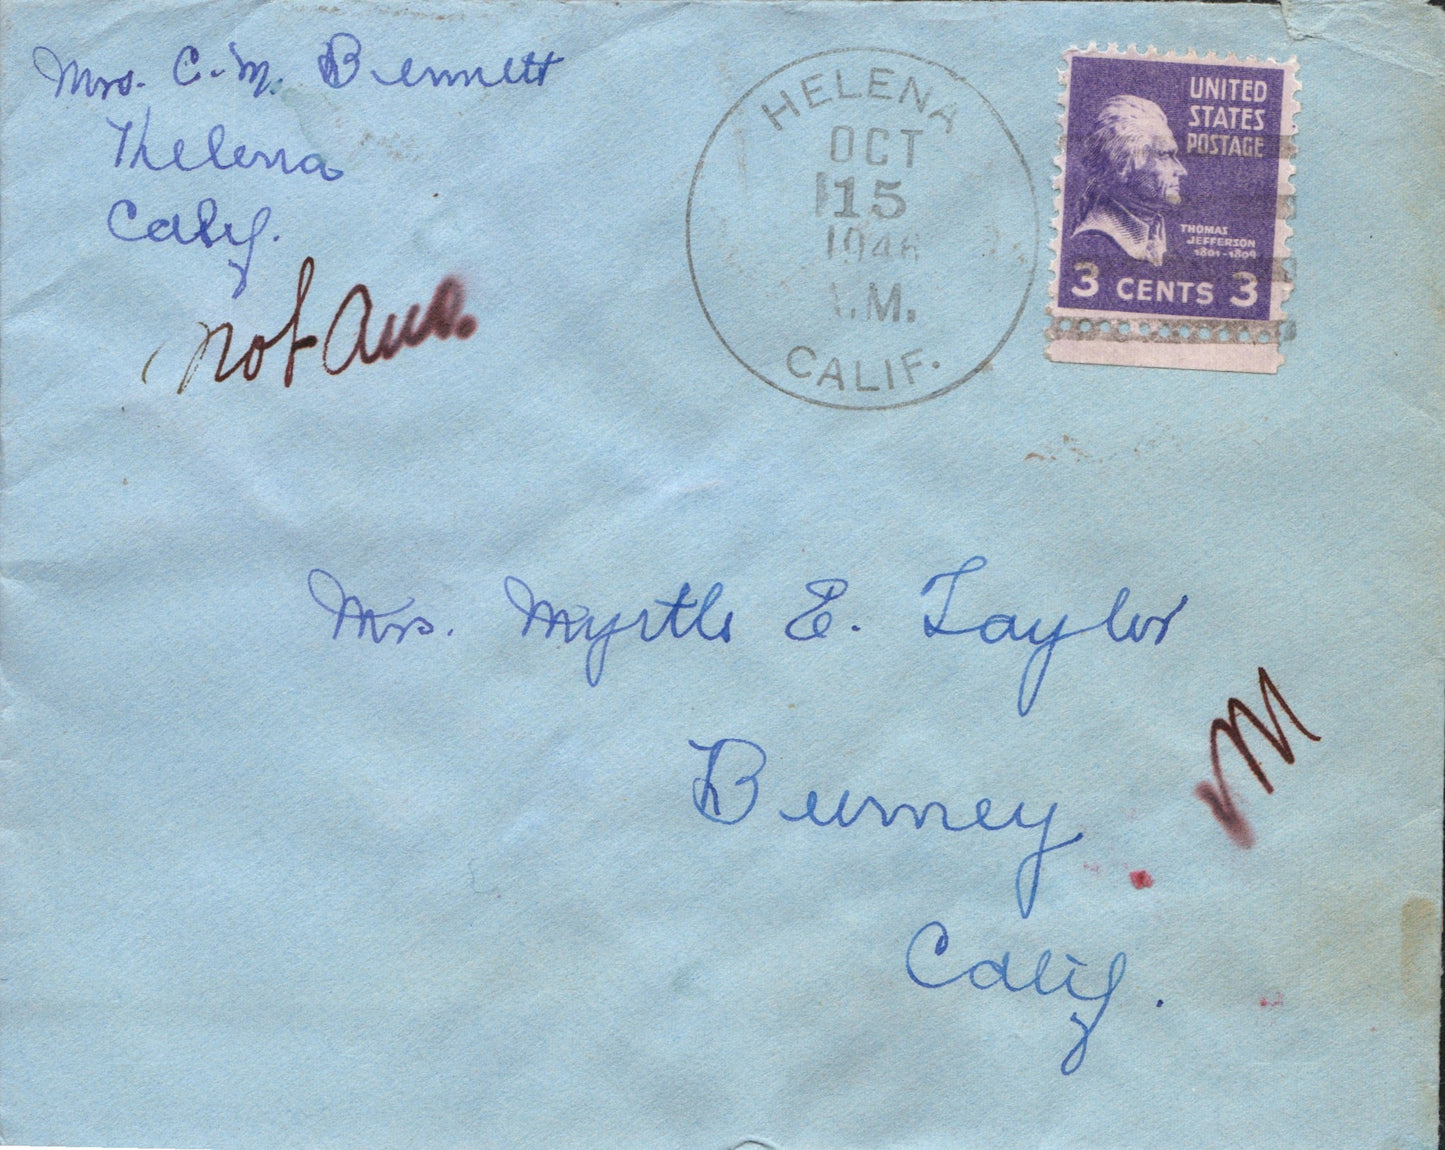 Mrs. C. M. Bennett
Helena
Calif.
not Ans.
HELENA
OCT
15
1946
.M.
CALIF.
UNITED
STATES
POSTAGE
THOMAS
JEFFERSON
1801-1809
3 CENTS 3
Mrs. Myrtle E. Taylor
Burney
Calif.
M